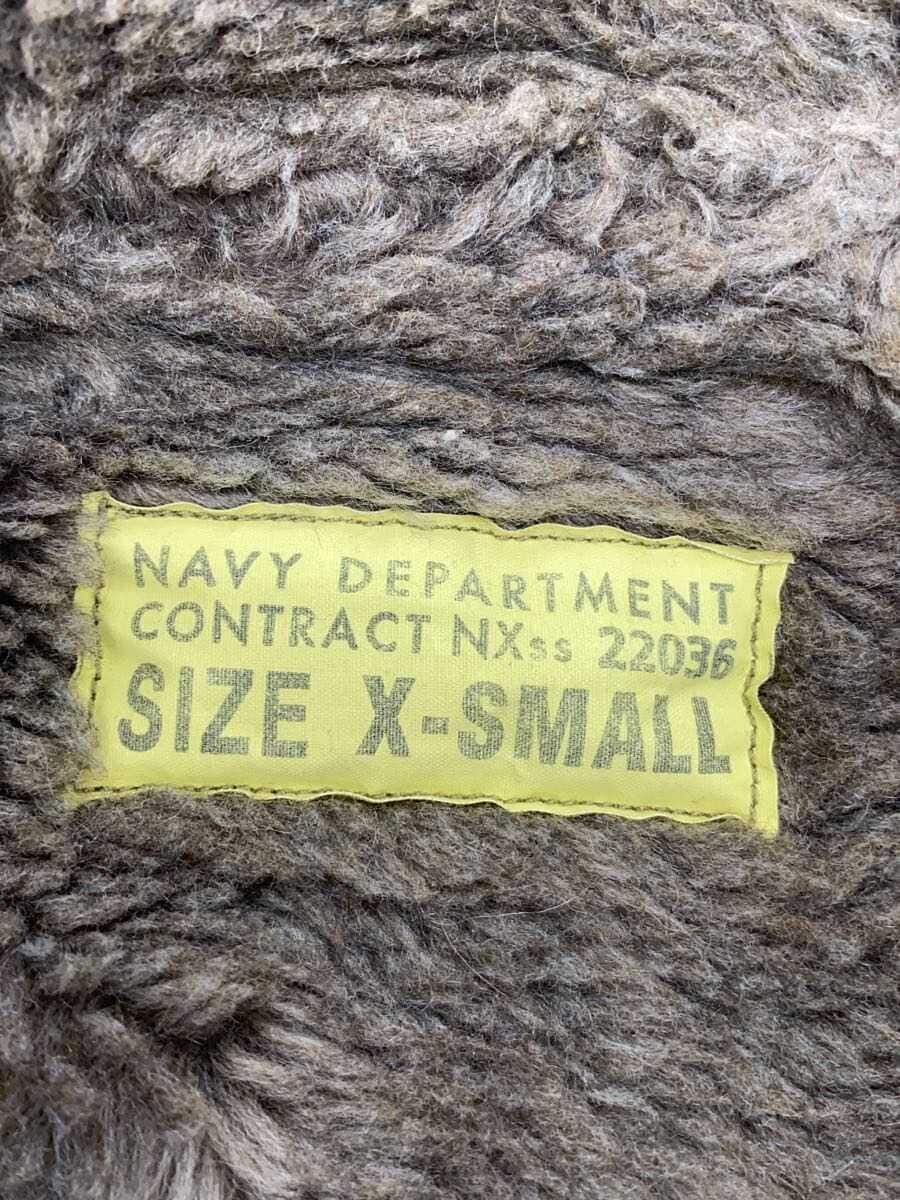 NAVY DEPARTMENT
CONTRACT NXss 22036
SIZE X-SMALL